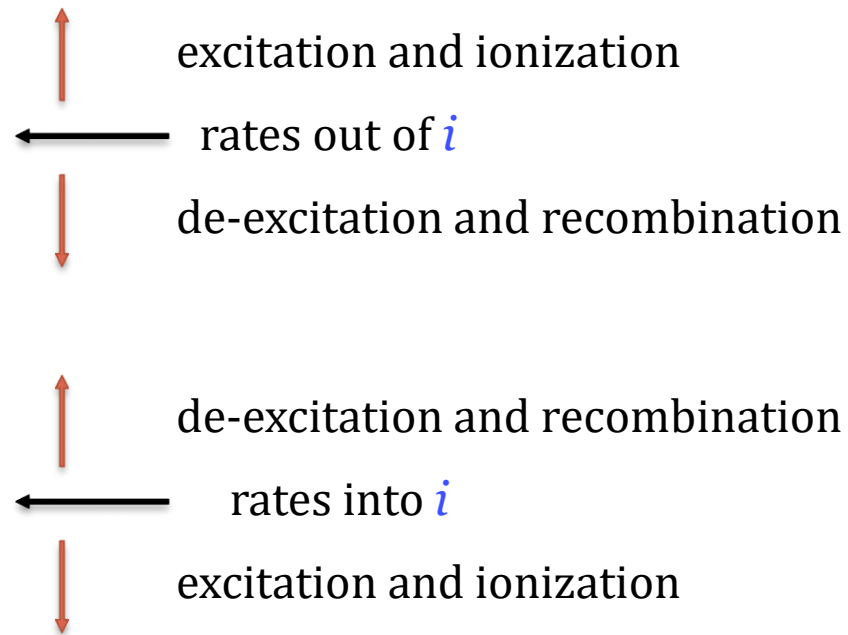 excitation and ionization
rates out of i
de-excitation and recombination
de-excitation and recombination
rates into i
excitation and ionization